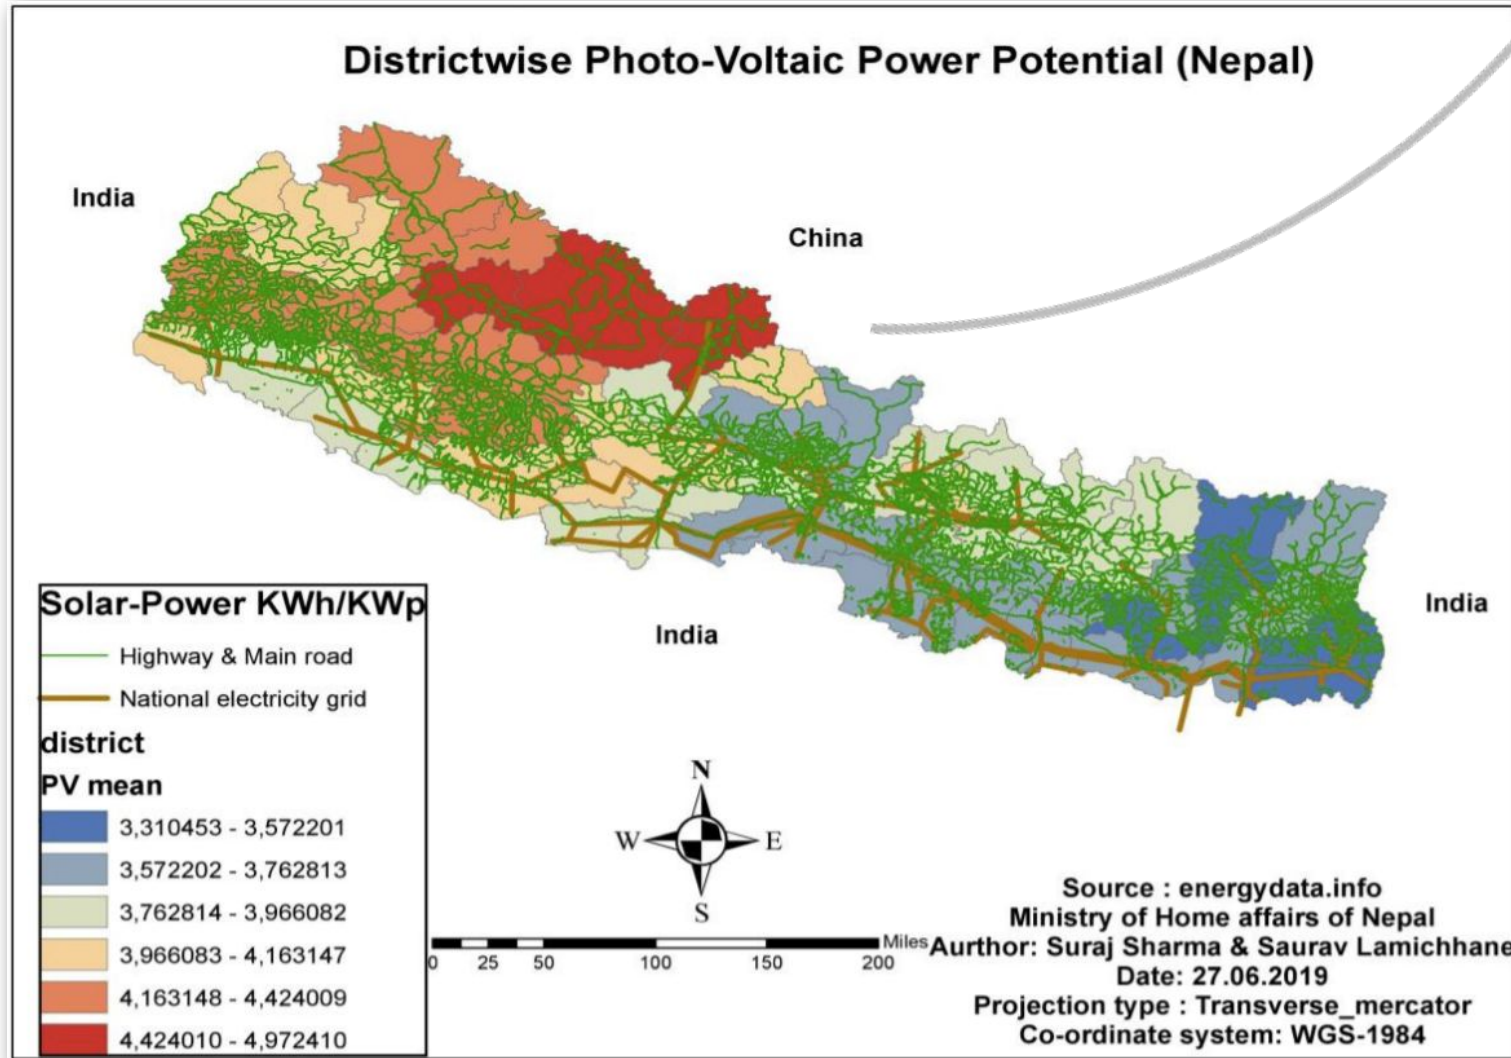 Districtwise Photo-Voltaic Power Potential (Nepal)
India
China
India
India
Solar-Power KWh/KWp
Highway & Main road
National electricity grid
district
PV mean
3,310453 - 3,572201
3,572202 - 3,762813
3,762814 - 3,966082
3,966083 - 4,163147
4,163148 - 4,424009
4,424010 - 4,972410
N
W E
S
Miles
0 25 50 100 150 200
Source : energydata.info
Ministry of Home affairs of Nepal
Aurthor: Suraj Sharma & Saurav Lamichhane
Date: 27.06.2019
Projection type : Transverse_mercator
Co-ordinate system: WGS-1984